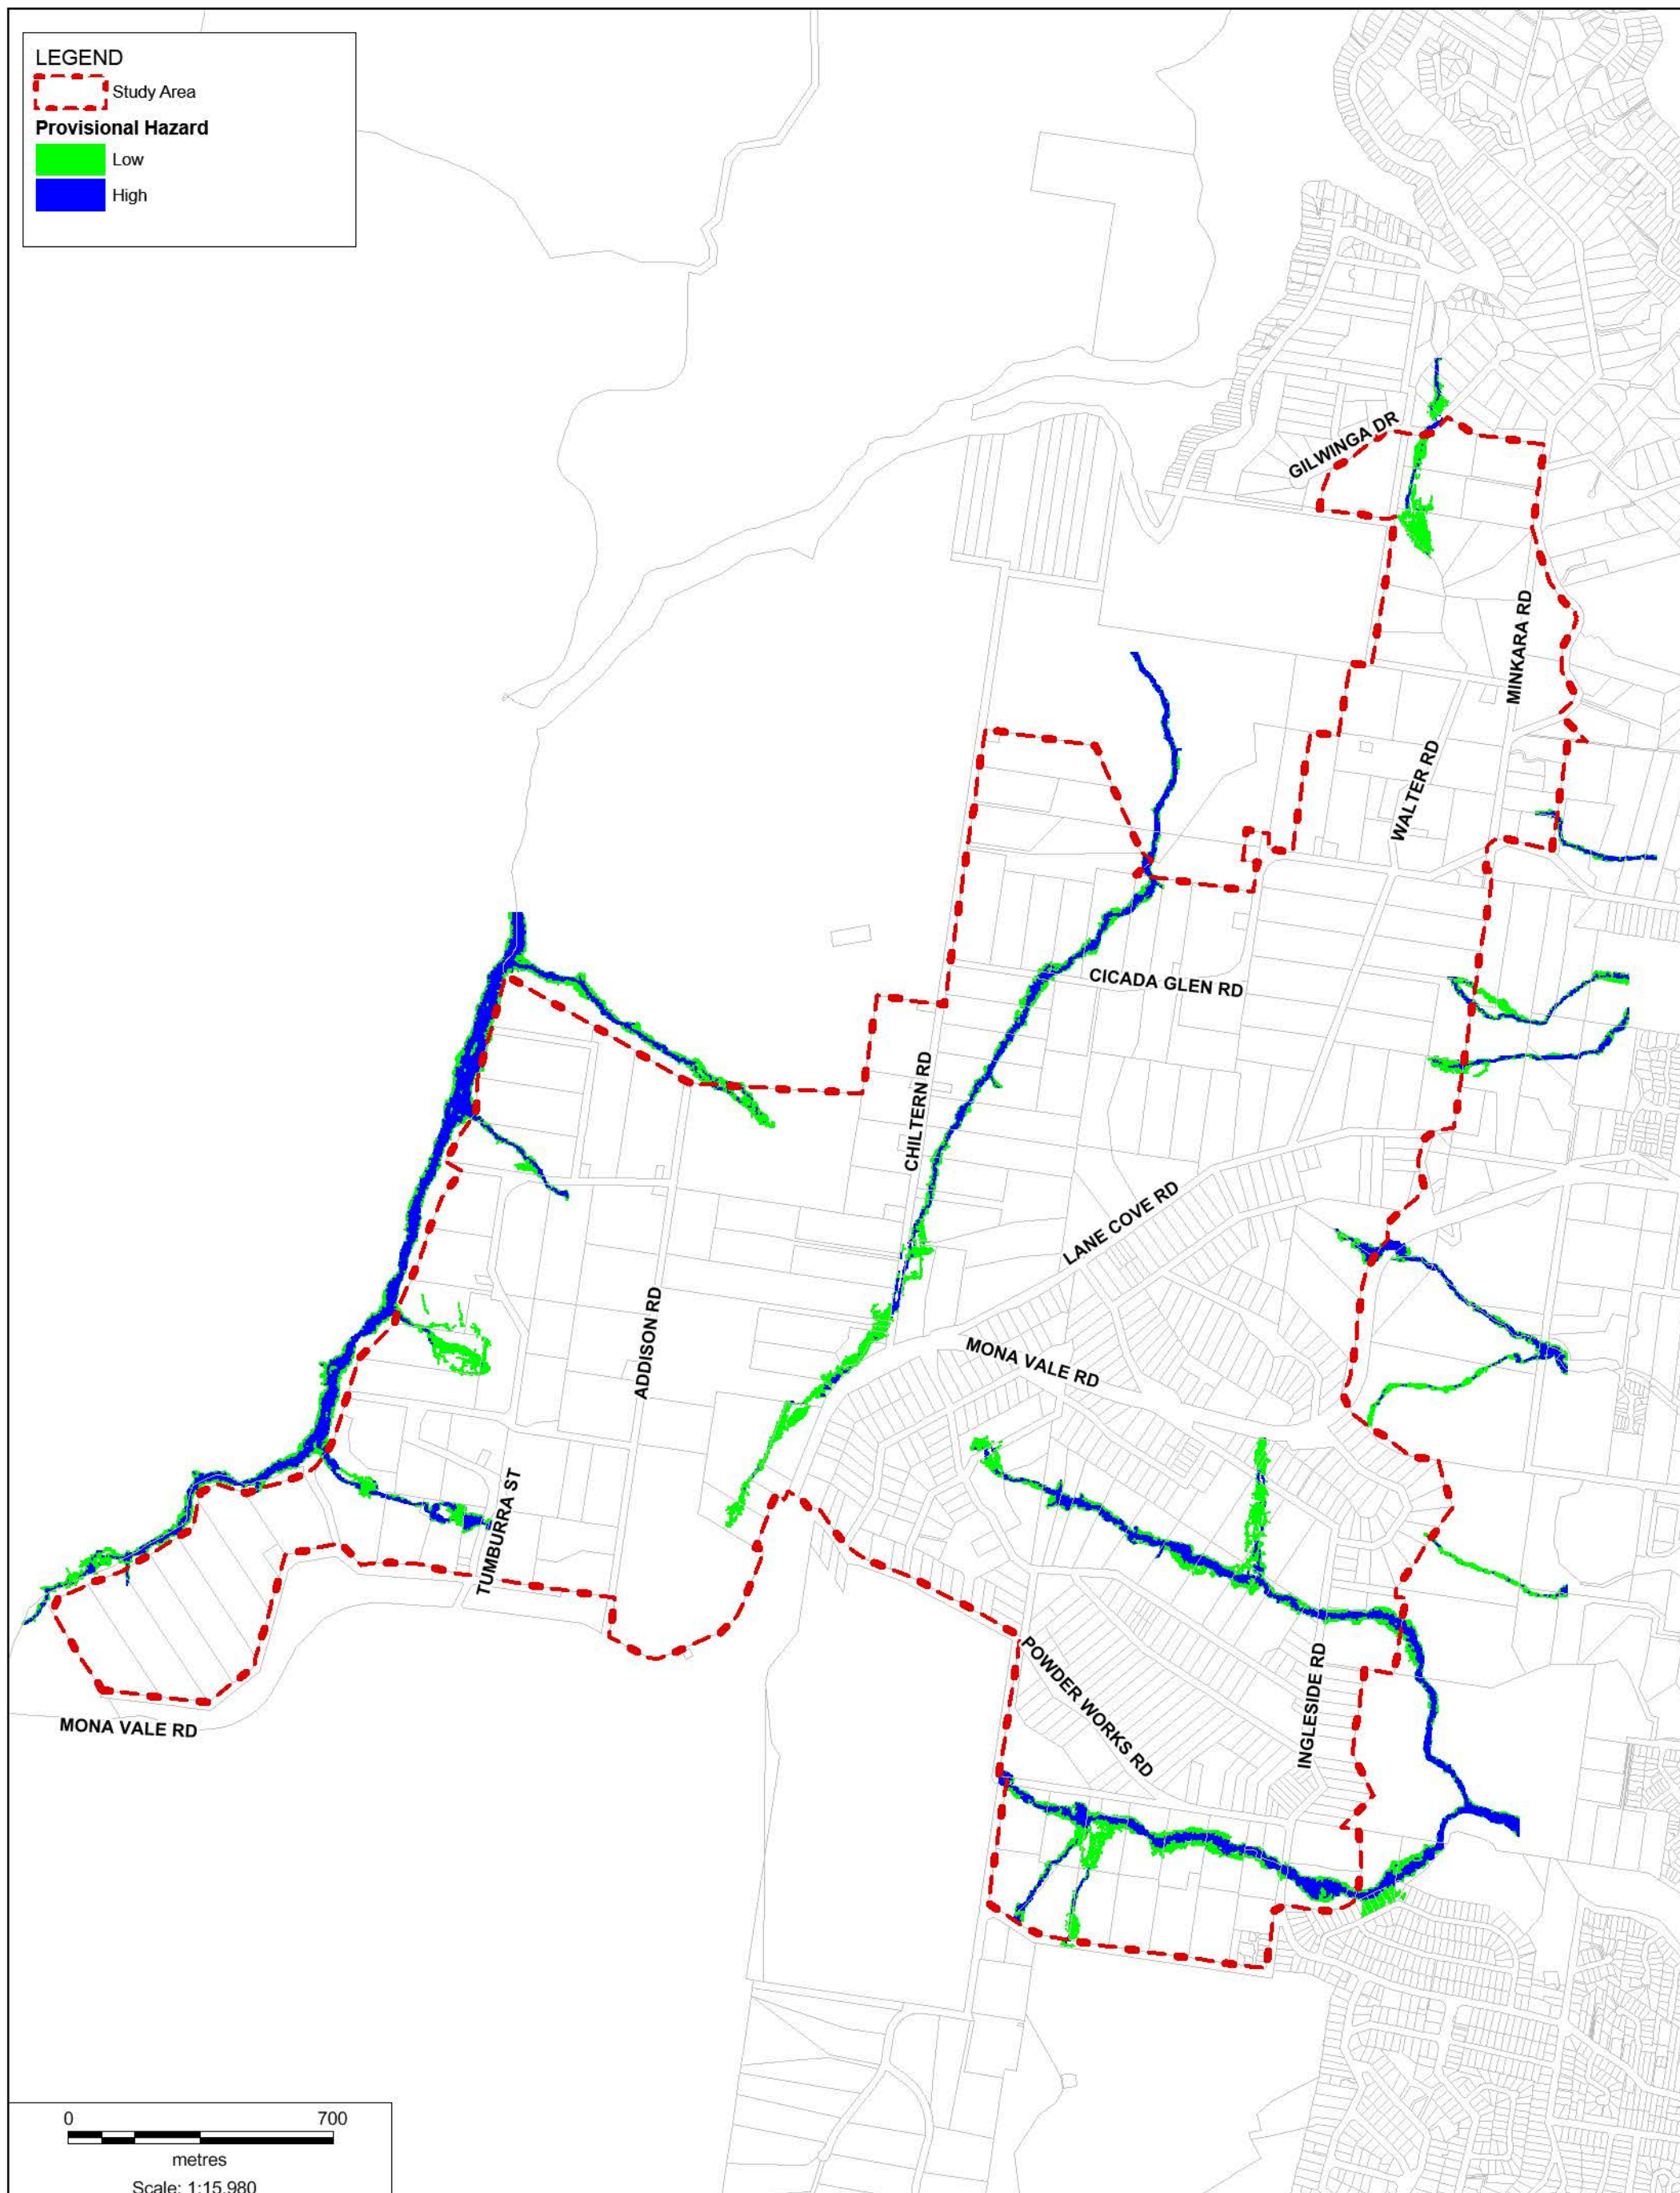 LEGEND
Study Area
Provisional Hazard
Low
High
GILWINGA DR
MINKARA RD
WALTER RD
CICADA GLEN RD
CHILTERN RD
LANE COVE RD
ADDISON RD
MONA VALE RD
TUMBURRA ST
POWDER WORKS RD
INGLESIDE RD
MONA VALE RD
0 700
metres
Scale: 1:15,980